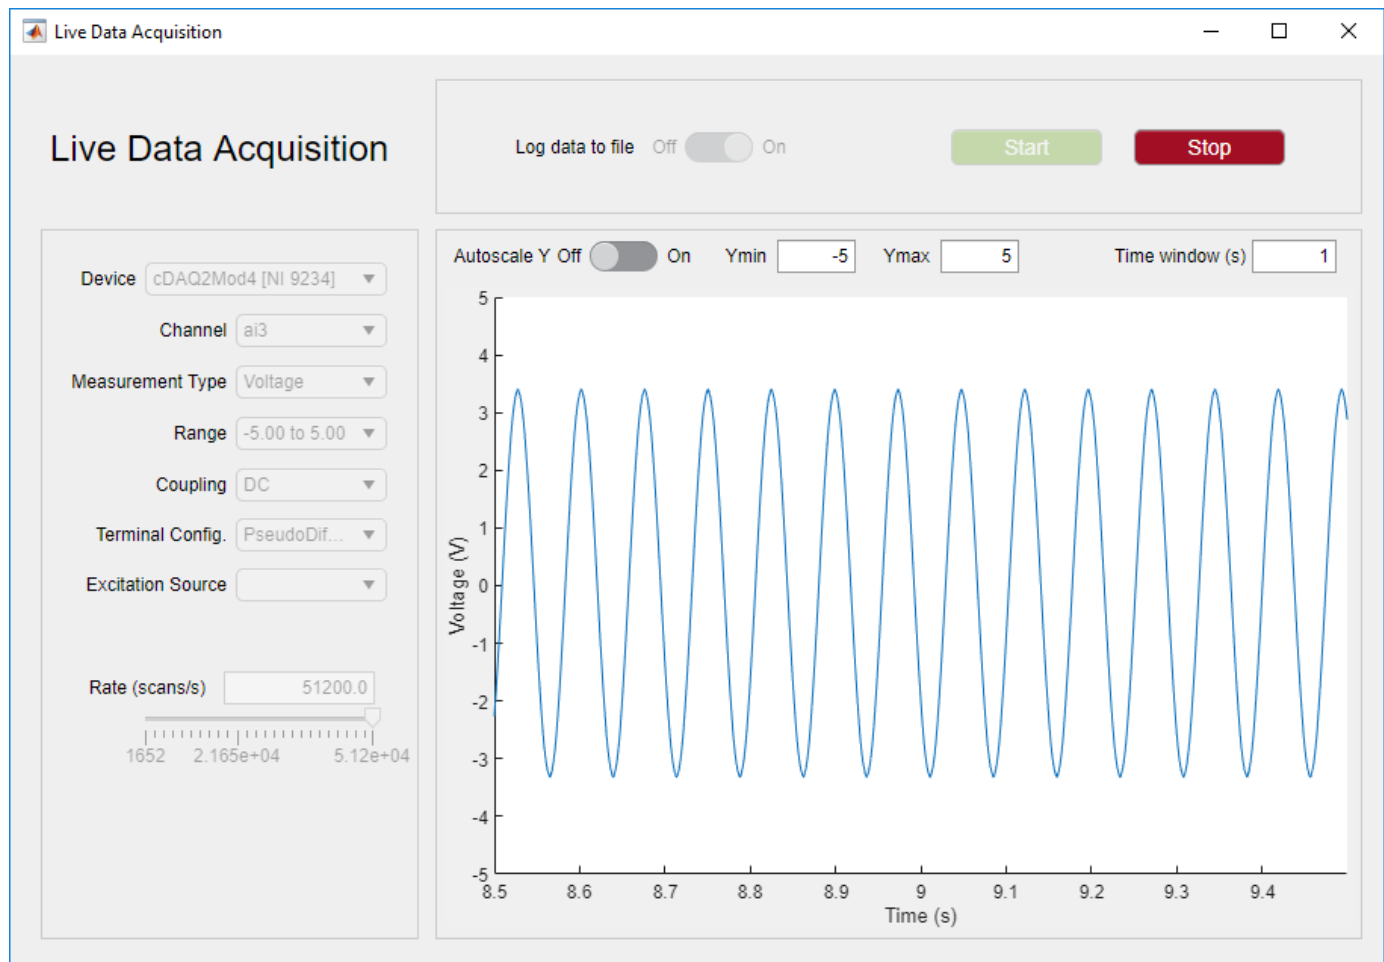 Live Data Acquisition
Live Data Acquisition
Log data to file Off On Start Stop
Device cDAQ2Mod4 [NI 9234]
Channel ai3
Measurement Type Voltage
Range -5.00 to 5.00
Coupling DC
Terminal Config. PseudoDif...
Excitation Source
Rate (scans/s) 51200.0
1652 2.165e+04 5.12e+04
Autoscale Y Off On Ymin -5 Ymax 5 Time window (s) 1
5
4
3
2
1
0
-1
-2
-3
-4
-5
Voltage (V)
8.5 8.6 8.7 8.8 8.9 9 9.1 9.2 9.3 9.4
Time (s)